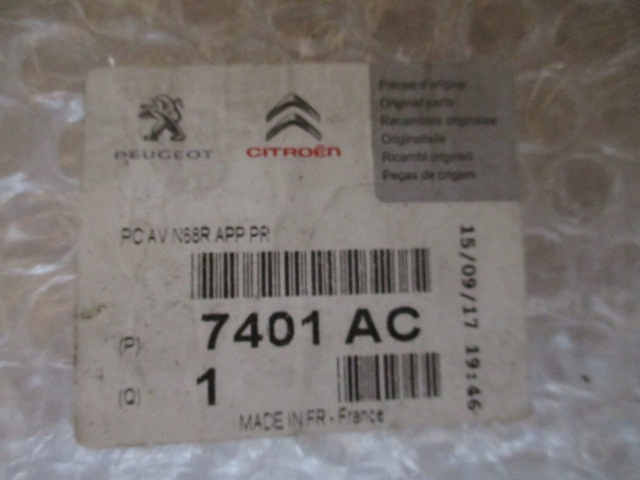 PEUGEOT
CITROËN
Pièces d'origine
Original parts
Recambios originales
Originalteile
Ricambi originali
Peças de origem
PC AV N68R APP PR
(P) 7401 AC
(Q) 1
MADE IN FR - France
15/09/17 19:46